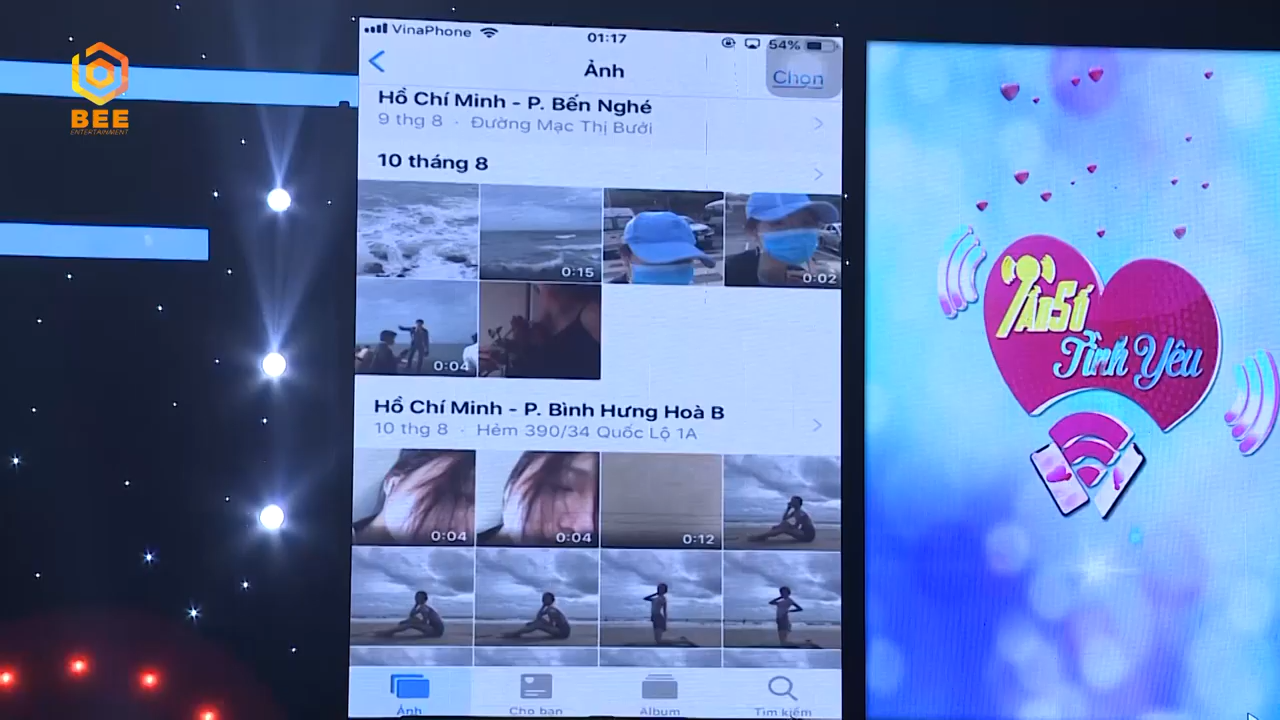 BEE
ENTERTAINMENT
VinaPhone
01:17
54%
Ảnh
Chọn
Hồ Chí Minh - P. Bến Nghé
9 thg 8 · Đường Mạc Thị Bưởi
10 tháng 8
0:15
0:02
0:04
Hồ Chí Minh - P. Bình Hưng Hoà B
10 thg 8 · Hẻm 390/34 Quốc Lộ 1A
0:04
0:04
0:12
Ảnh
Cho bạn
Album
Tìm kiếm
Tần Số
Tình Yêu